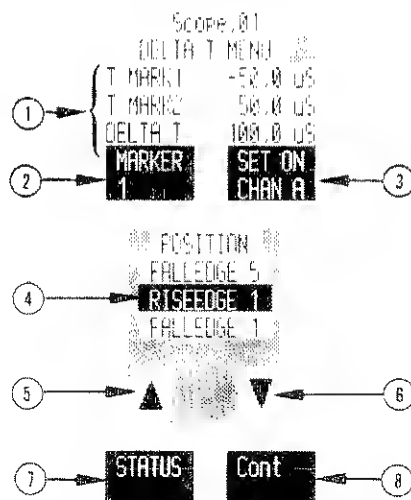 Scope.01
DELTA T MENU
T MARK1 -50.0 uS
T MARK2 50.0 uS
DELTA T 100.0 uS
1
MARKER 1
SET ON CHAN A
2
3
POSITION
FALLEDGE 5
4
RISEEDGE 1
FALLEDGE 1
5
6
STATUS
Cont
7
8